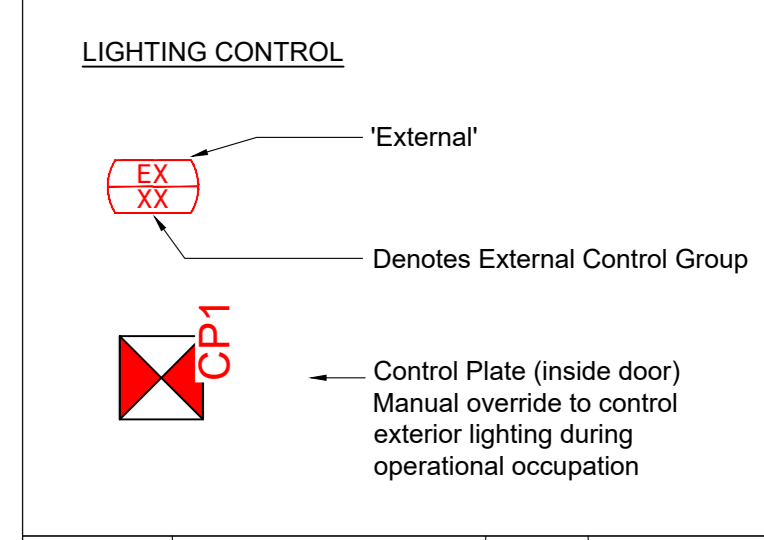 LIGHTING CONTROL
'External'
EX
XX
Denotes External Control Group
CP1
Control Plate (inside door)
Manual override to control
exterior lighting during
operational occupation